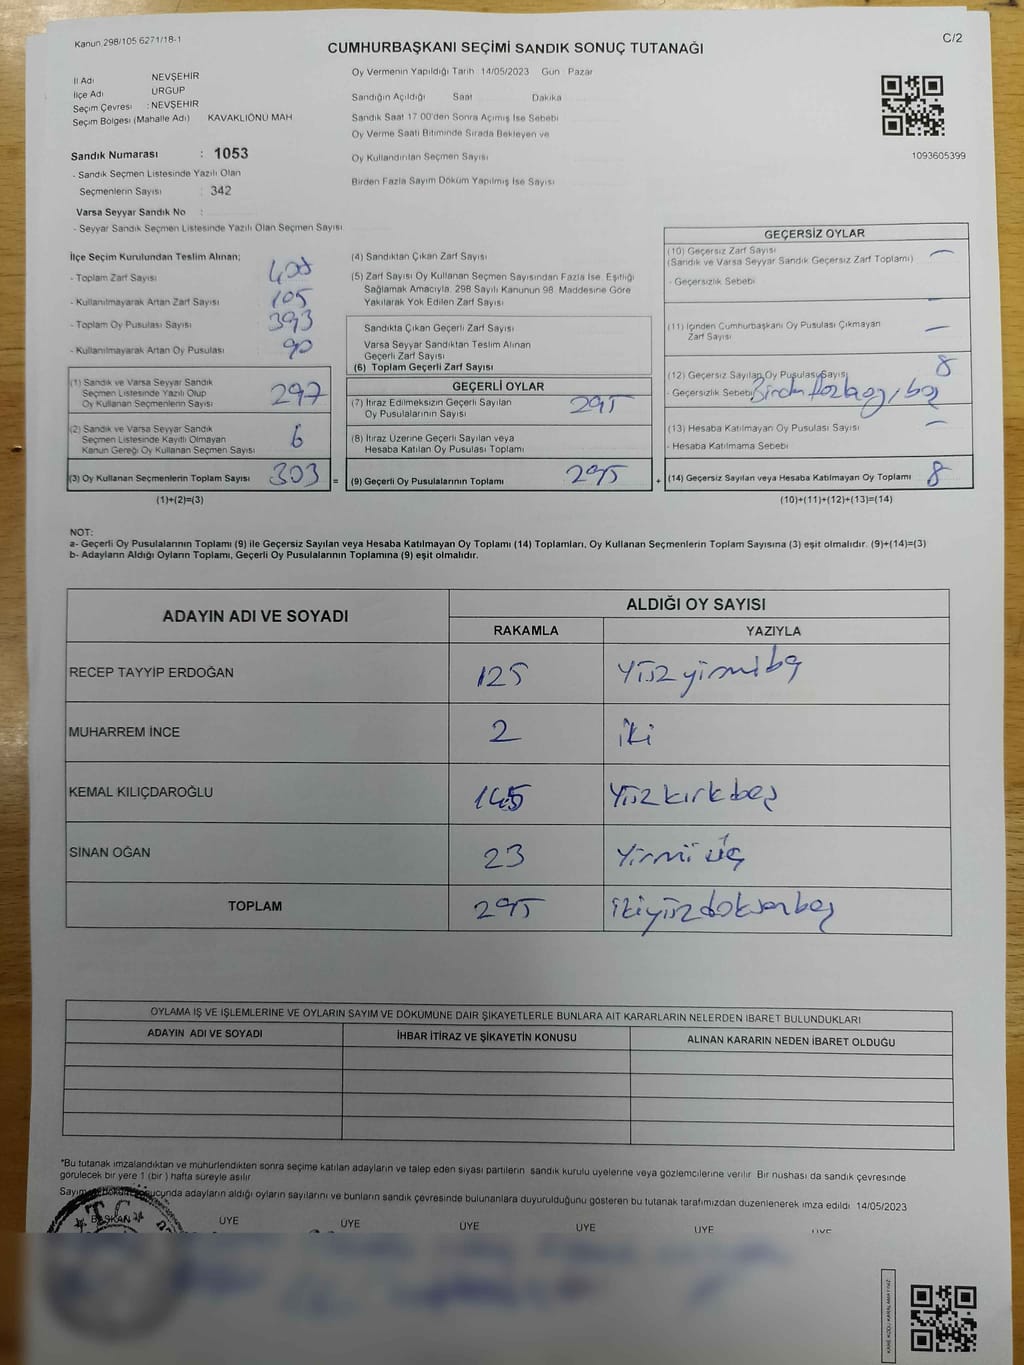 Kanun 298/105 6271/18-1
C/2
CUMHURBAŞKANI SEÇİMİ SANDIK SONUÇ TUTANAĞI
İl Adı NEVŞEHİR
İlçe Adı ÜRGÜP
Seçim Çevresi : NEVŞEHİR
Seçim Bölgesi (Mahalle Adı) KAVAKLIÖNÜ MAH
Sandık Numarası : 1053
- Sandık Seçmen Listesinde Yazılı Olan
Seçmenlerin Sayısı : 342
Varsa Seyyar Sandık No :
- Seyyar Sandık Seçmen Listesinde Yazılı Olan Seçmen Sayısı
Oy Vermenin Yapıldığı Tarih 14/05/2023 Gün Pazar
Sandığın Açıldığı Saat Dakika
Sandık Saat 17 00'den Sonra Açılmış İse Sebebi
Oy Verme Saati Bitiminde Sırada Bekleyen ve
Oy Kullandırılan Seçmen Sayısı
Birden Fazla Sayım Döküm Yapılmış İse Sayısı
1093605399
İlçe Seçim Kurulundan Teslim Alınan;
- Toplam Zarf Sayısı
- Kullanılmayarak Artan Zarf Sayısı 105
- Toplam Oy Pusulası Sayısı 393
- Kullanılmayarak Artan Oy Pusulası 90
(1) Sandık ve Varsa Seyyar Sandık
Seçmen Listesinde Yazılı Olup
Oy Kullanan Seçmenlerin Sayısı 297
(2) Sandık ve Varsa Seyyar Sandık
Seçmen Listesinde Kayıtlı Olmayan
Kanun Gereği Oy Kullanan Seçmen Sayısı 6
(3) Oy Kullanan Seçmenlerin Toplam Sayısı 303
(1)+(2)=(3)
(4) Sandıktan Çıkan Zarf Sayısı
(5) Zarf Sayısı Oy Kullanan Seçmen Sayısından Fazla İse, Eşitliği
Sağlamak Amacıyla, 298 Sayılı Kanunun 98. Maddesine Göre
Yakılarak Yok Edilen Zarf Sayısı
Sandıkta Çıkan Geçerli Zarf Sayısı
Varsa Seyyar Sandıktan Teslim Alınan
Geçerli Zarf Sayısı
(6) Toplam Geçerli Zarf Sayısı
GEÇERLİ OYLAR
(7) İtiraz Edilmeksizin Geçerli Sayılan
Oy Pusulalarının Sayısı 295
(8) İtiraz Üzerine Geçerli Sayılan veya
Hesaba Katılan Oy Pusulası Toplamı
= (9) Geçerli Oy Pusulalarının Toplamı 295 +
GEÇERSİZ OYLAR
(10) Geçersiz Zarf Sayısı —
(Sandık ve Varsa Seyyar Sandık Geçersiz Zarf Toplamı)
- Geçersizlik Sebebi
(11) İçinden Cumhurbaşkanı Oy Pusulası Çıkmayan
Zarf Sayısı —
(12) Geçersiz Sayılan Oy Pusulası Sayısı 8
- Geçersizlik Sebebi Birden fazla oy, boş
(13) Hesaba Katılmayan Oy Pusulası Sayısı —
- Hesaba Katılmama Sebebi
(14) Geçersiz Sayılan veya Hesaba Katılmayan Oy Toplamı 8
(10)+(11)+(12)+(13)=(14)
NOT:
a- Geçerli Oy Pusulalarının Toplamı (9) ile Geçersiz Sayılan veya Hesaba Katılmayan Oy Toplamı (14) Toplamları, Oy Kullanan Seçmenlerin Toplam Sayısına (3) eşit olmalıdır. (9)+(14)=(3)
b- Adayların Aldığı Oyların Toplamı, Geçerli Oy Pusulalarının Toplamına (9) eşit olmalıdır.
ADAYIN ADI VE SOYADI ALDIĞI OY SAYISI
RAKAMLA YAZIYLA
RECEP TAYYİP ERDOĞAN 125 Yüz yirmi beş
MUHARREM İNCE 2 iki
KEMAL KILIÇDAROĞLU 145 Yüz kırk beş
SİNAN OĞAN 23 Yirmi üç
TOPLAM 295 ikiyüz doksan beş
OYLAMA İŞ VE İŞLEMLERİNE VE OYLARIN SAYIM VE DÖKÜMÜNE DAİR ŞİKAYETLERLE BUNLARA AİT KARARLARIN NELERDEN İBARET BULUNDUKLARI
ADAYIN ADI VE SOYADI İHBAR İTİRAZ VE ŞİKAYETİN KONUSU ALINAN KARARIN NEDEN İBARET OLDUĞU
*Bu tutanak imzalandıktan ve mühürlendikten sonra seçime katılan adayların ve talep eden siyasi partilerin sandık kurulu üyelerine veya gözlemcilerine verilir Bir nüshası da sandık çevresinde
görülecek bir yere 1 (bir) hafta süreyle asılır
Sayım ve döküm sonucunda adayların aldığı oyların sayılarını ve bunların sandık çevresinde bulunanlara duyurulduğunu gösteren bu tutanak tarafımızdan düzenlenerek imza edildi 14/05/2023
T.C.
BAŞKAN ÜYE ÜYE ÜYE ÜYE ÜYE ÜYE
KARE KODU KARALAMAYINIZ